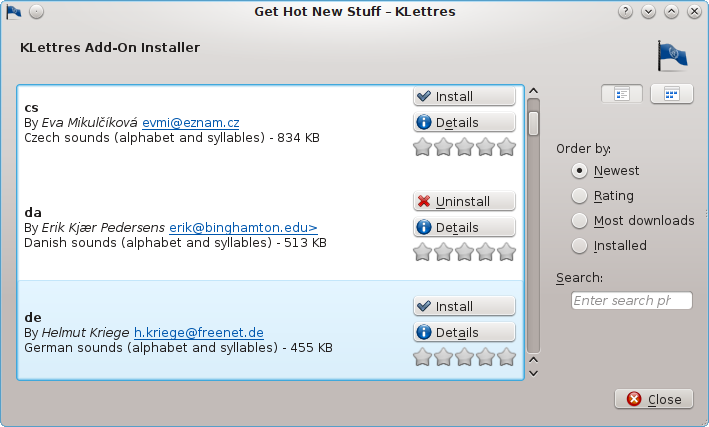 Get Hot New Stuff – KLettres
KLettres Add-On Installer
cs
By Eva Mikulčíková evmi@eznam.cz
Czech sounds (alphabet and syllables) - 834 KB
Install
Details
da
By Erik Kjær Pedersens erik@binghamton.edu>
Danish sounds (alphabet and syllables) - 513 KB
Uninstall
Details
de
By Helmut Kriege h.kriege@freenet.de
German sounds (alphabet and syllables) - 455 KB
Install
Details
Order by:
Newest
Rating
Most downloads
Installed
Search:
Enter search ph
Close